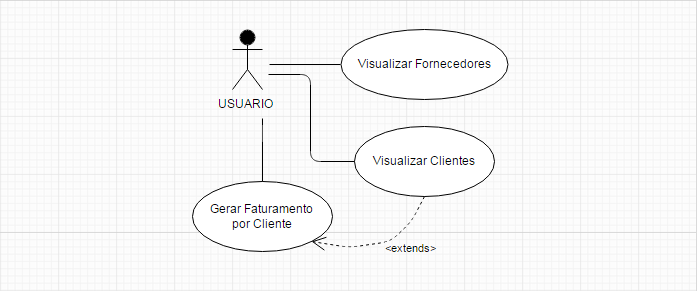 Visualizar Fornecedores
USUARIO
Visualizar Clientes
Gerar Faturamento
por Cliente
<extends>